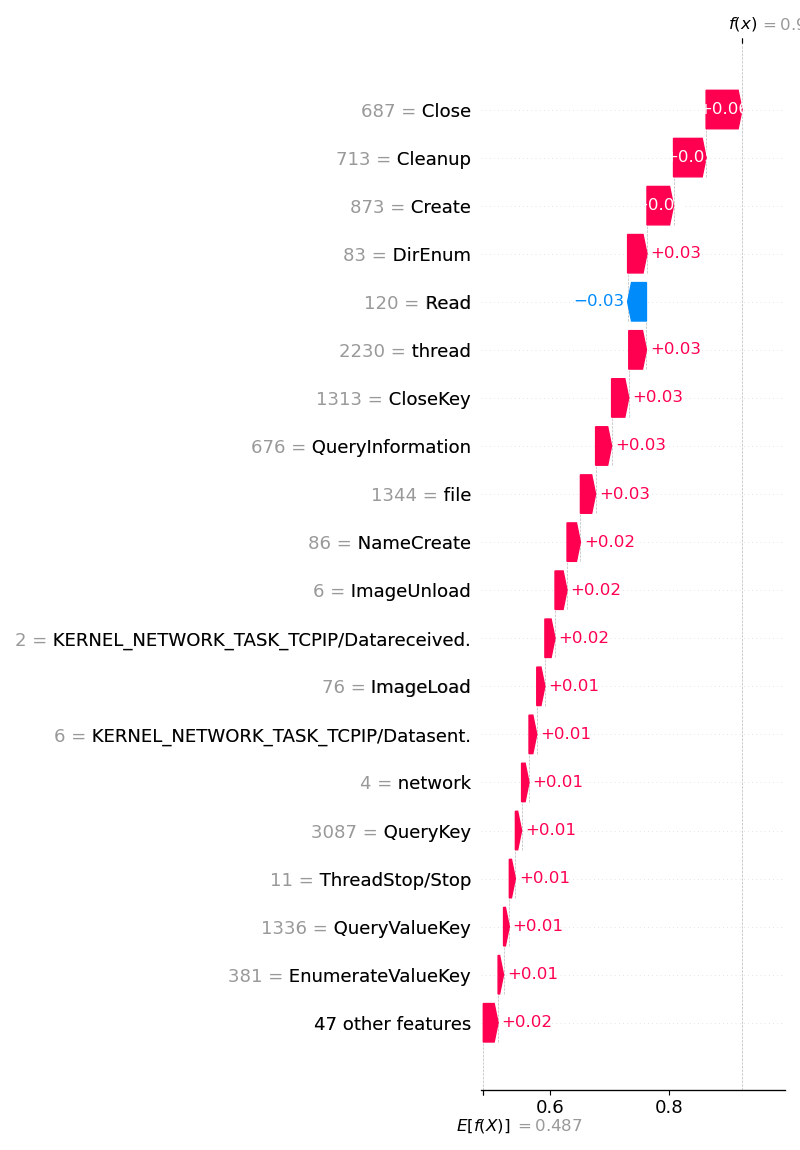 f(x) = 0.9
687 = Close +0.06
713 = Cleanup +0.0
873 = Create +0.0
83 = DirEnum +0.03
120 = Read −0.03
2230 = thread +0.03
1313 = CloseKey +0.03
676 = QueryInformation +0.03
1344 = file +0.03
86 = NameCreate +0.02
6 = ImageUnload +0.02
2 = KERNEL_NETWORK_TASK_TCPIP/Datareceived. +0.02
76 = ImageLoad +0.01
6 = KERNEL_NETWORK_TASK_TCPIP/Datasent. +0.01
4 = network +0.01
3087 = QueryKey +0.01
11 = ThreadStop/Stop +0.01
1336 = QueryValueKey +0.01
381 = EnumerateValueKey +0.01
47 other features +0.02
0.6 0.8
E[f(X)] = 0.487